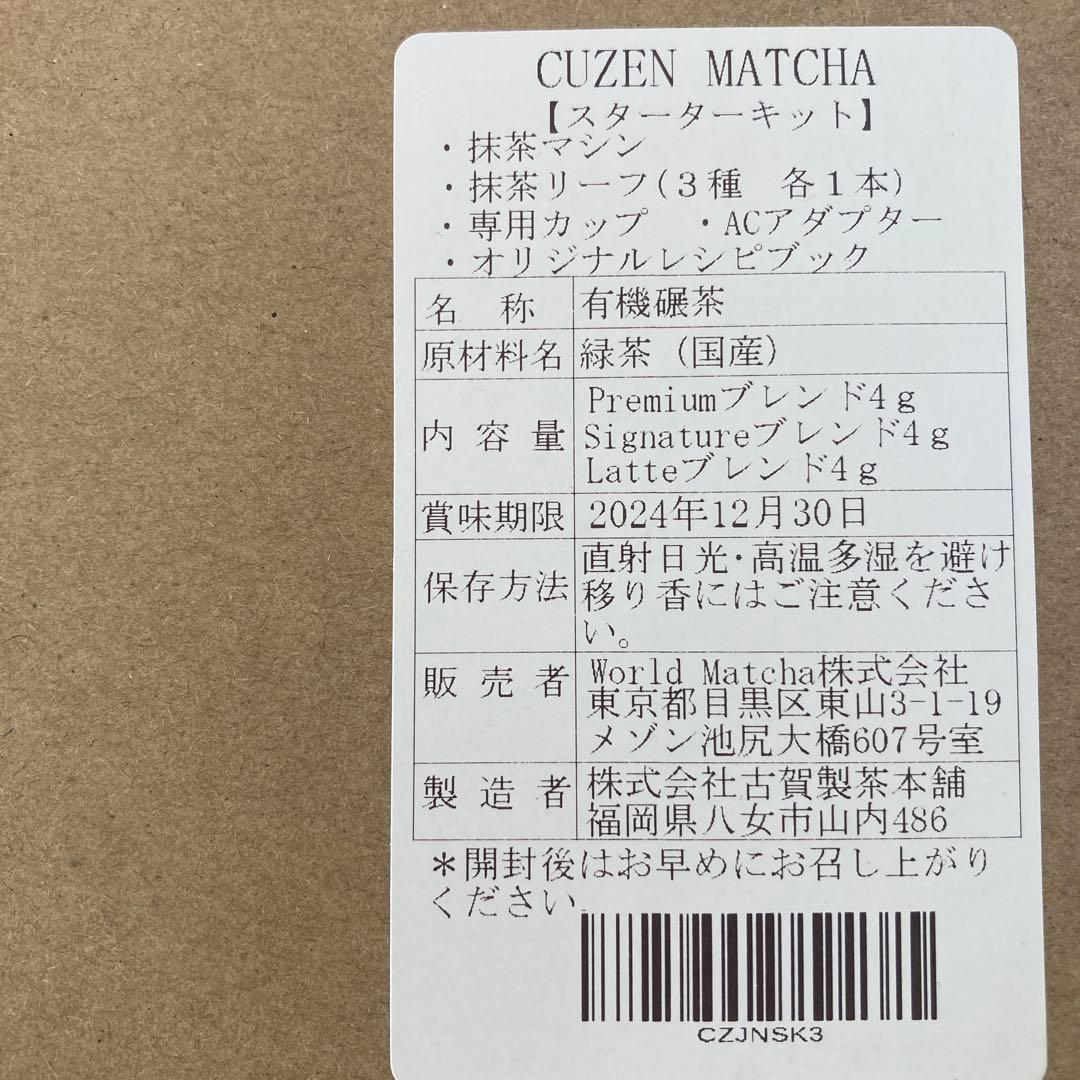 CUZEN MATCHA
【スターターキット】
・抹茶マシン
・抹茶リーフ(3種　各1本)
・専用カップ　・ACアダプター
・オリジナルレシピブック
名称 有機碾茶
原材料名 緑茶（国産）
内容量 Premiumブレンド4g
Signatureブレンド4g
Latteブレンド4g
賞味期限 2024年12月30日
保存方法 直射日光・高温多湿を避け
移り香にはご注意くださ
い。
販売者 World Matcha株式会社
東京都目黒区東山3-1-19
メゾン池尻大橋607号室
製造者 株式会社古賀製茶本舗
福岡県八女市山内486
＊開封後はお早めにお召し上がり
ください
CZJNSK3